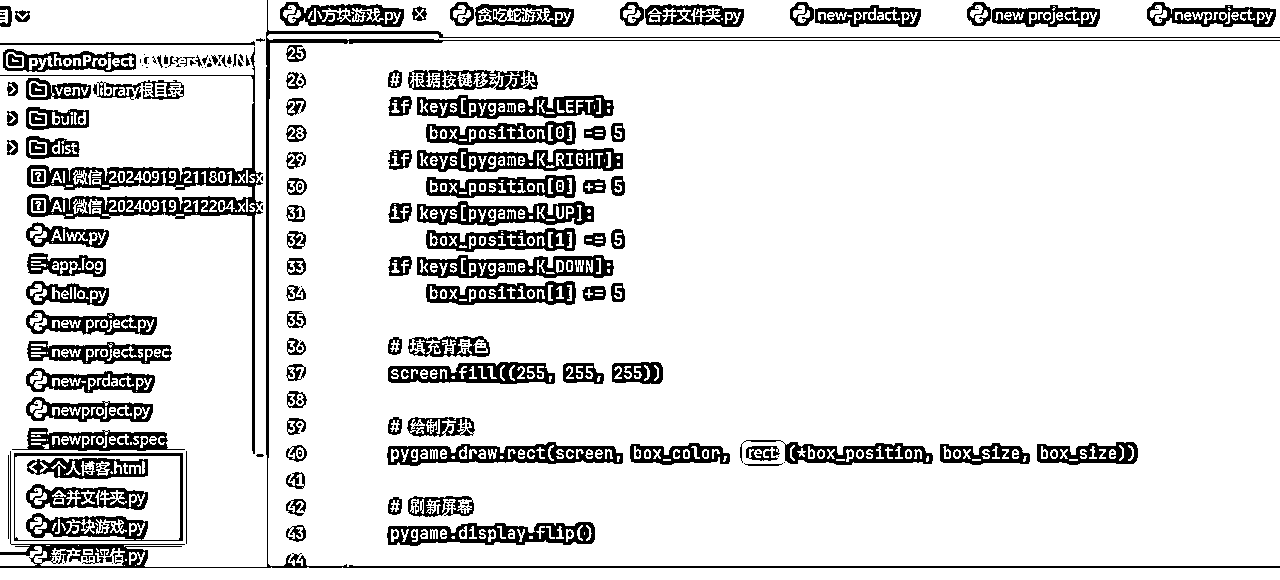 小方块游戏.py
贪吃蛇游戏.py
合并文件夹.py
new-prdact.py
new project.py
newproject.py
pythonProject
.venv library根目录
build
dist
AI_微信_20240919_211801.xlsx
AI_微信_20240919_212204.xlsx
AIwx.py
app.log
hello.py
new project.py
new project.spec
new-prdact.py
newproject.py
newproject.spec
个人博客.html
合并文件夹.py
小方块游戏.py
新产品评估.py
25
26 # 根据按键移动方块
27 if keys[pygame.K_LEFT]:
28 box_position[0] -= 5
29 if keys[pygame.K_RIGHT]:
30 box_position[0] += 5
31 if keys[pygame.K_UP]:
32 box_position[1] -= 5
33 if keys[pygame.K_DOWN]:
34 box_position[1] += 5
35
36 # 填充背景色
37 screen.fill((255, 255, 255))
38
39 # 绘制方块
40 pygame.draw.rect(screen, box_color, rect (*box_position, box_size, box_size))
41
42 # 刷新屏幕
43 pygame.display.flip()
44